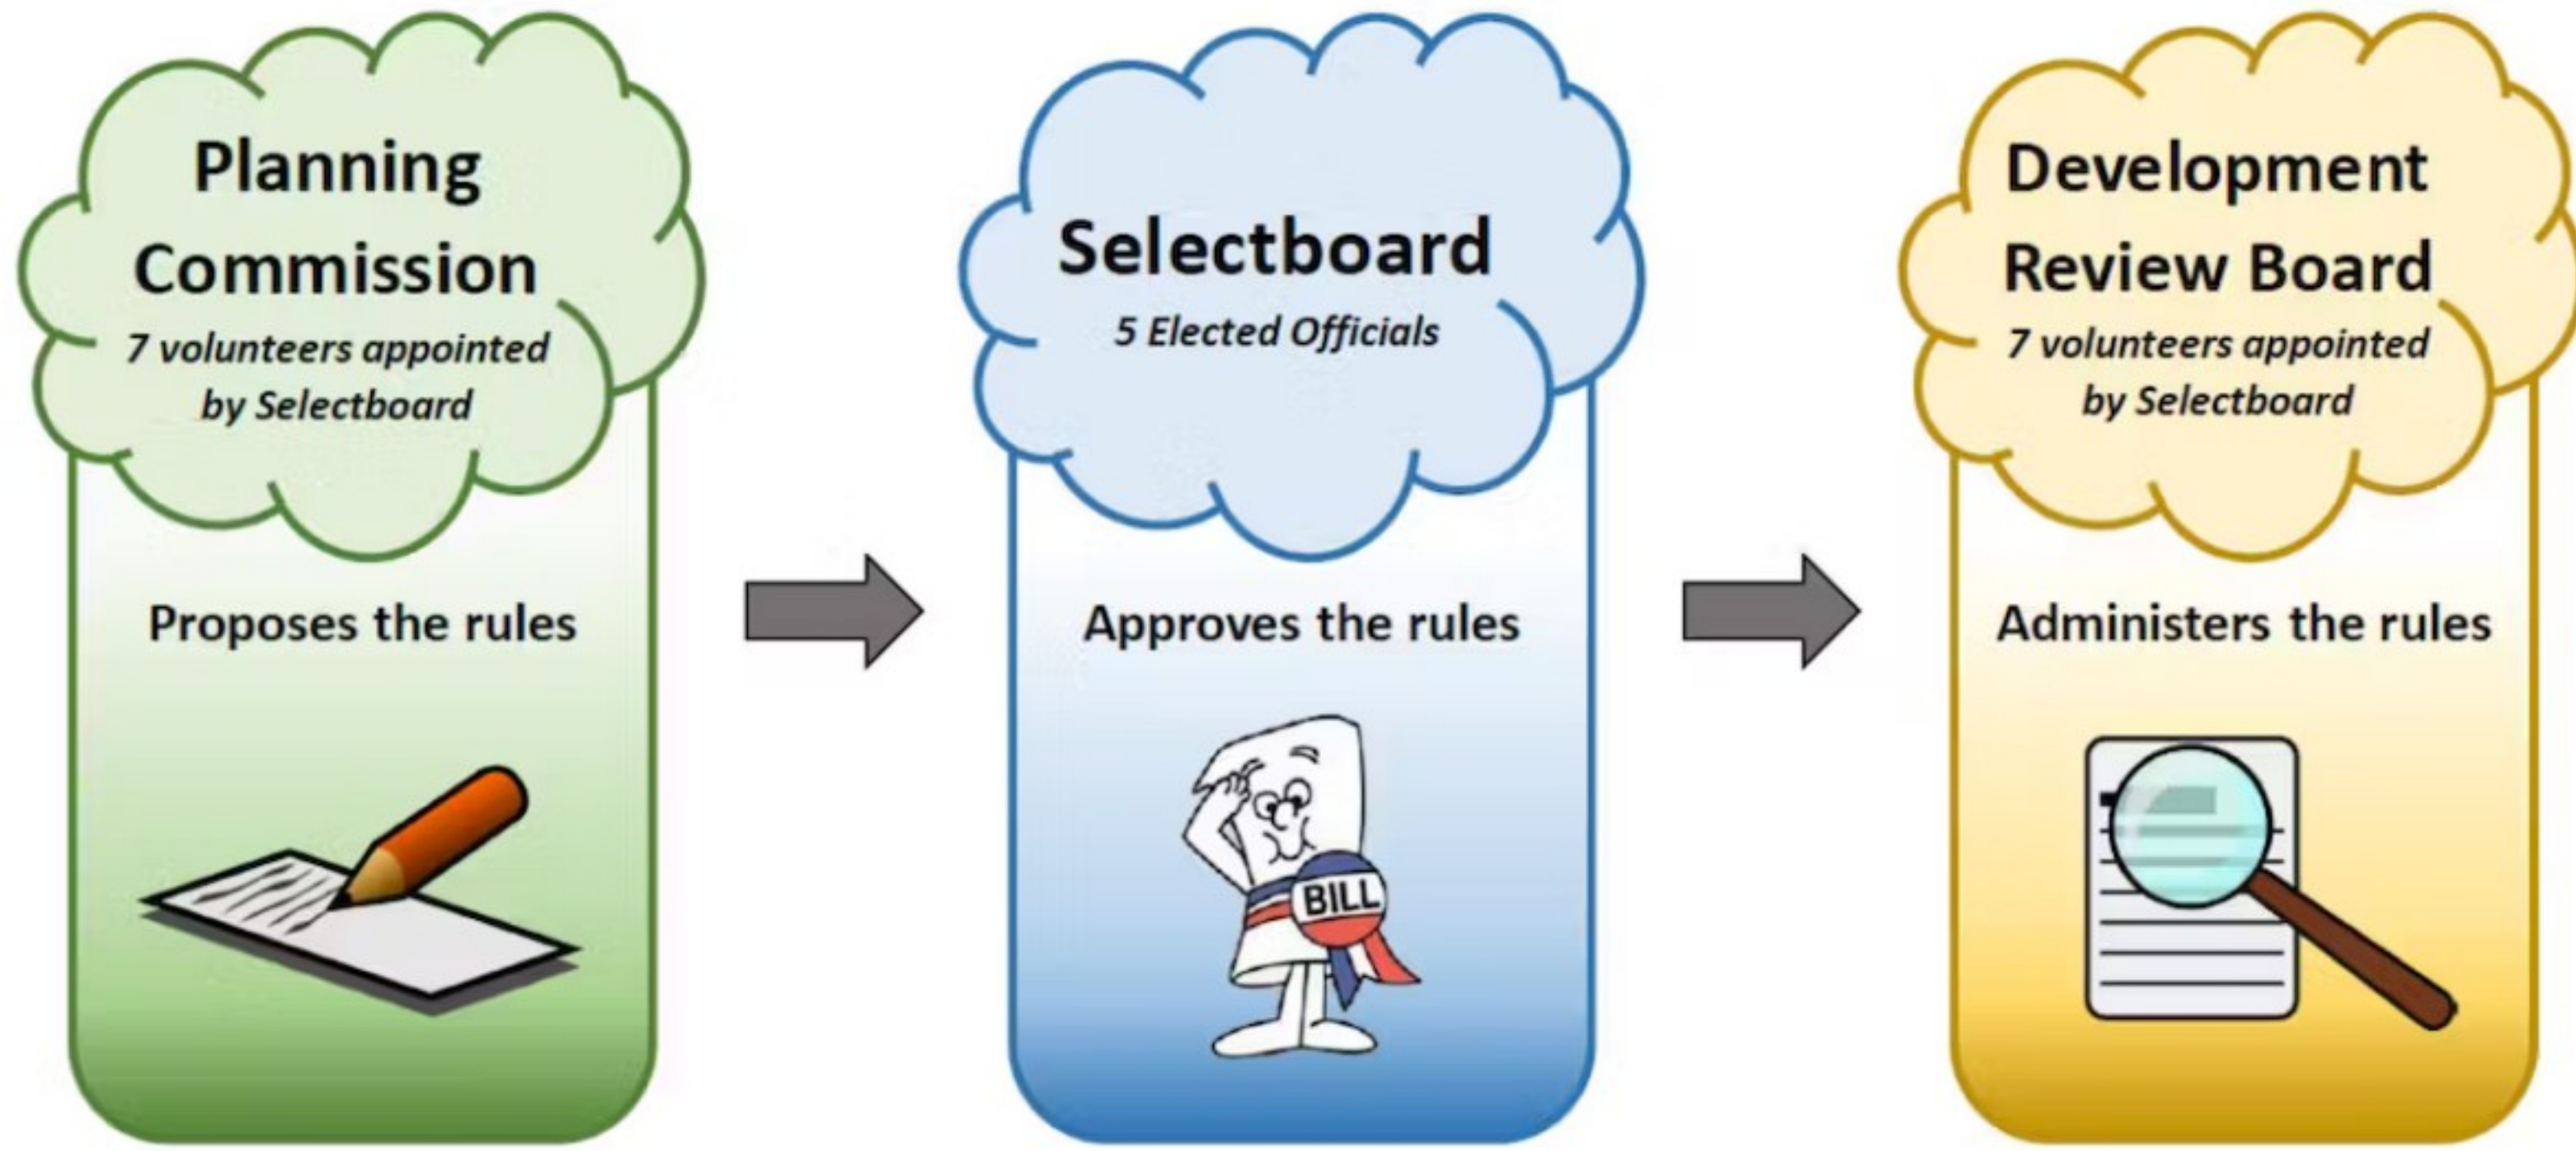 Planning
Commission
7 volunteers appointed
by Selectboard
Proposes the rules
Selectboard
5 Elected Officials
Approves the rules
BILL
Development
Review Board
7 volunteers appointed
by Selectboard
Administers the rules